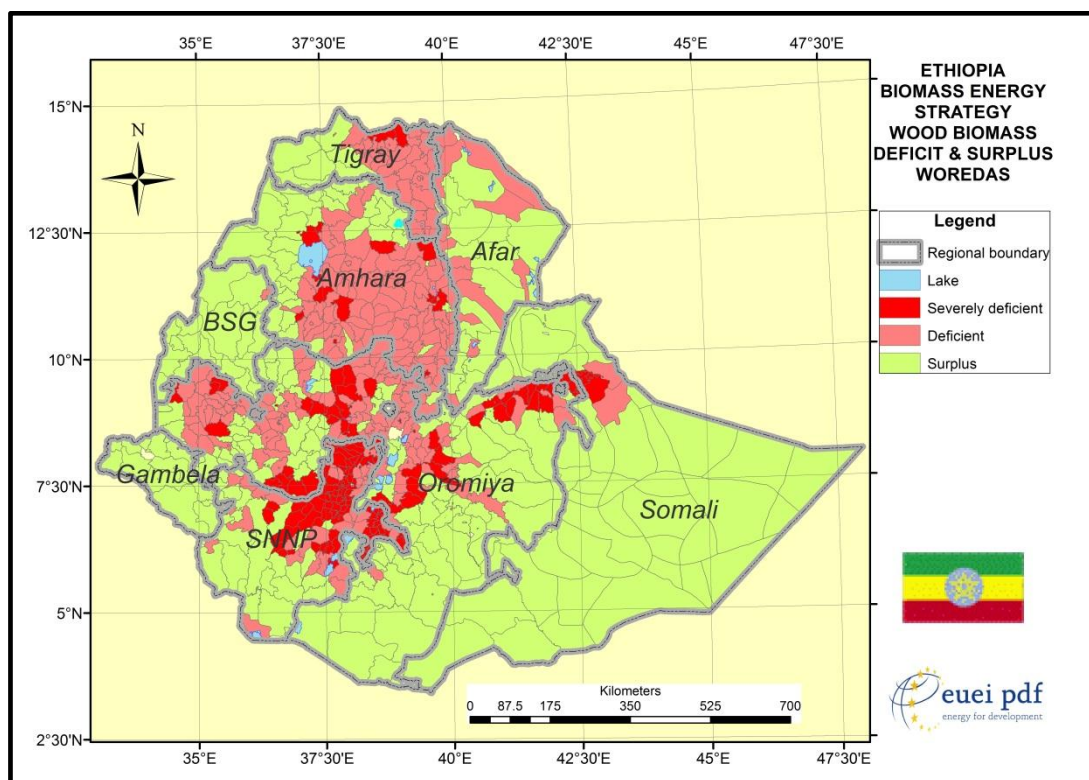 35°E 37°30'E 40°E 42°30'E 45°E 47°30'E
15°N
12°30'N
10°N
7°30'N
5°N
2°30'N
N
Tigray
Afar
Amhara
BSG
Gambela
Oromiya
SNNP
Somali
Kilometers
0 87.5 175 350 525 700
35°E 37°30'E 40°E 42°30'E 45°E 47°30'E
ETHIOPIA
BIOMASS ENERGY
STRATEGY
WOOD BIOMASS
DEFICIT & SURPLUS
WOREDAS
Legend
Regional boundary
Lake
Severely deficient
Deficient
Surplus
euei pdf
energy for development